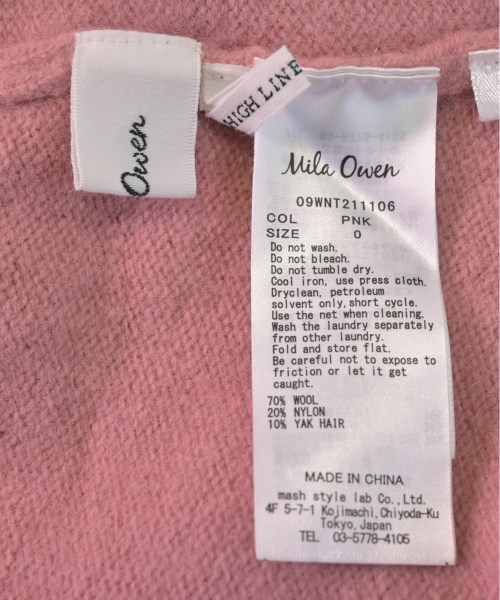 Owen
HIGH LINE
Mila Owen
09WNT211106
COL PNK
SIZE 0
Do not wash.
Do not bleach.
Do not tumble dry.
Cool iron, use press cloth.
Dryclean, petroleum
solvent only, short cycle.
Use the net when cleaning.
Wash the laundry separately
from other laundry.
Fold and store flat.
Be careful not to expose to
friction or let it get
caught.
70% WOOL
20% NYLON
10% YAK HAIR
MADE IN CHINA
mash style lab Co.,Ltd.
4F 5-7-1 Kojimachi,Chiyoda-Ku
Tokyo,Japan
TEL 03-5778-4105